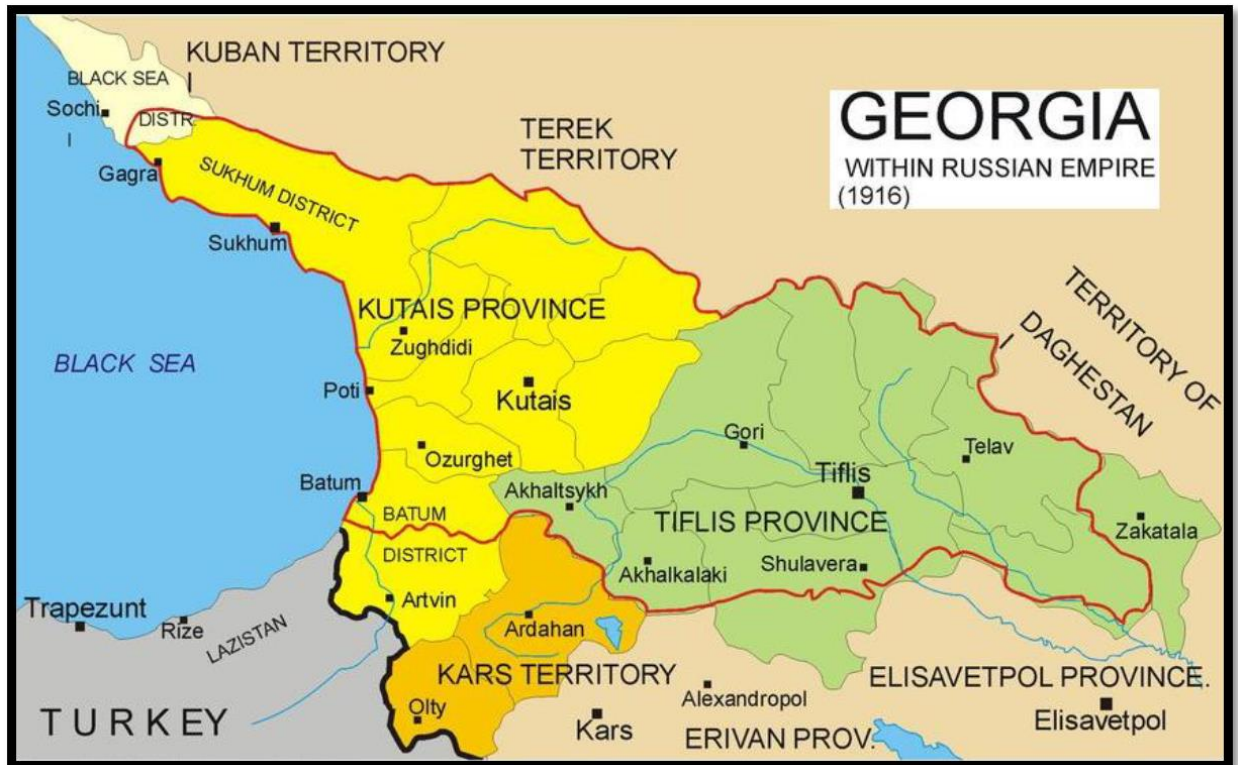 KUBAN TERRITORY
BLACK SEA
Sochi
DISTR.
GEORGIA
WITHIN RUSSIAN EMPIRE
(1916)
TEREK
TERRITORY
Gagra
SUKHUM DISTRICT
Sukhum
TERRITORY OF
DAGHESTAN
KUTAIS PROVINCE
Zughdidi
BLACK SEA
Poti
Kutais
Gori
Telav
Ozurghet
Tiflis
Batum
Akhaltsykh
BATUM
TIFLIS PROVINCE
Zakatala
DISTRICT
Shulavera
Akhalkalaki
Artvin
Trapezunt
Rize
LAZISTAN
Ardahan
KARS TERRITORY
ELISAVETPOL PROVINCE.
Alexandropol
Olty
TURKEY
Kars
Elisavetpol
ERIVAN PROV.